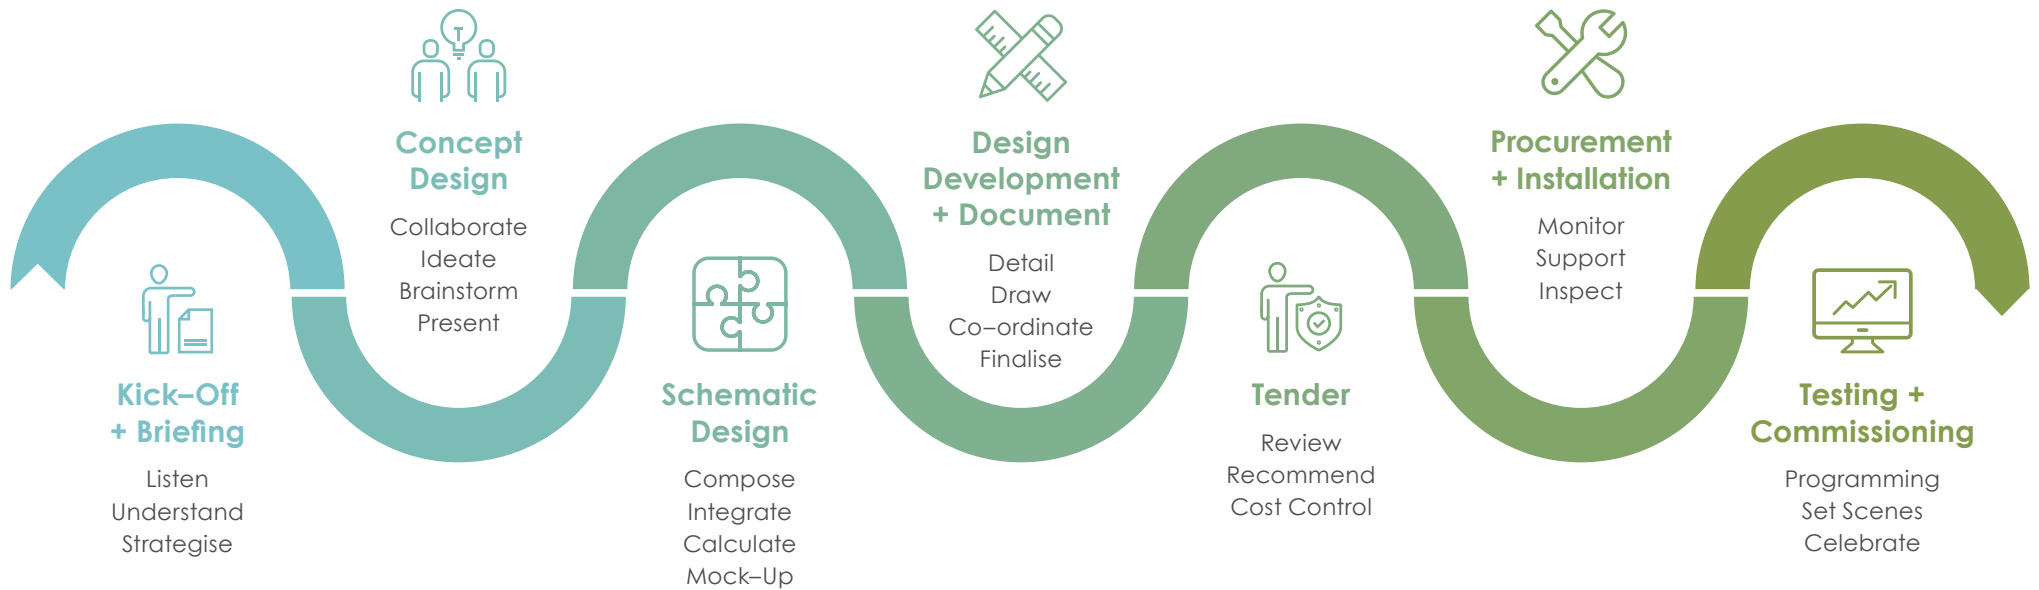 Kick–Off
+ Briefing
Listen
Understand
Strategise
Concept
Design
Collaborate
Ideate
Brainstorm
Present
Schematic
Design
Compose
Integrate
Calculate
Mock–Up
Design
Development
+ Document
Detail
Draw
Co–ordinate
Finalise
Tender
Review
Recommend
Cost Control
Procurement
+ Installation
Monitor
Support
Inspect
Testing +
Commissioning
Programming
Set Scenes
Celebrate